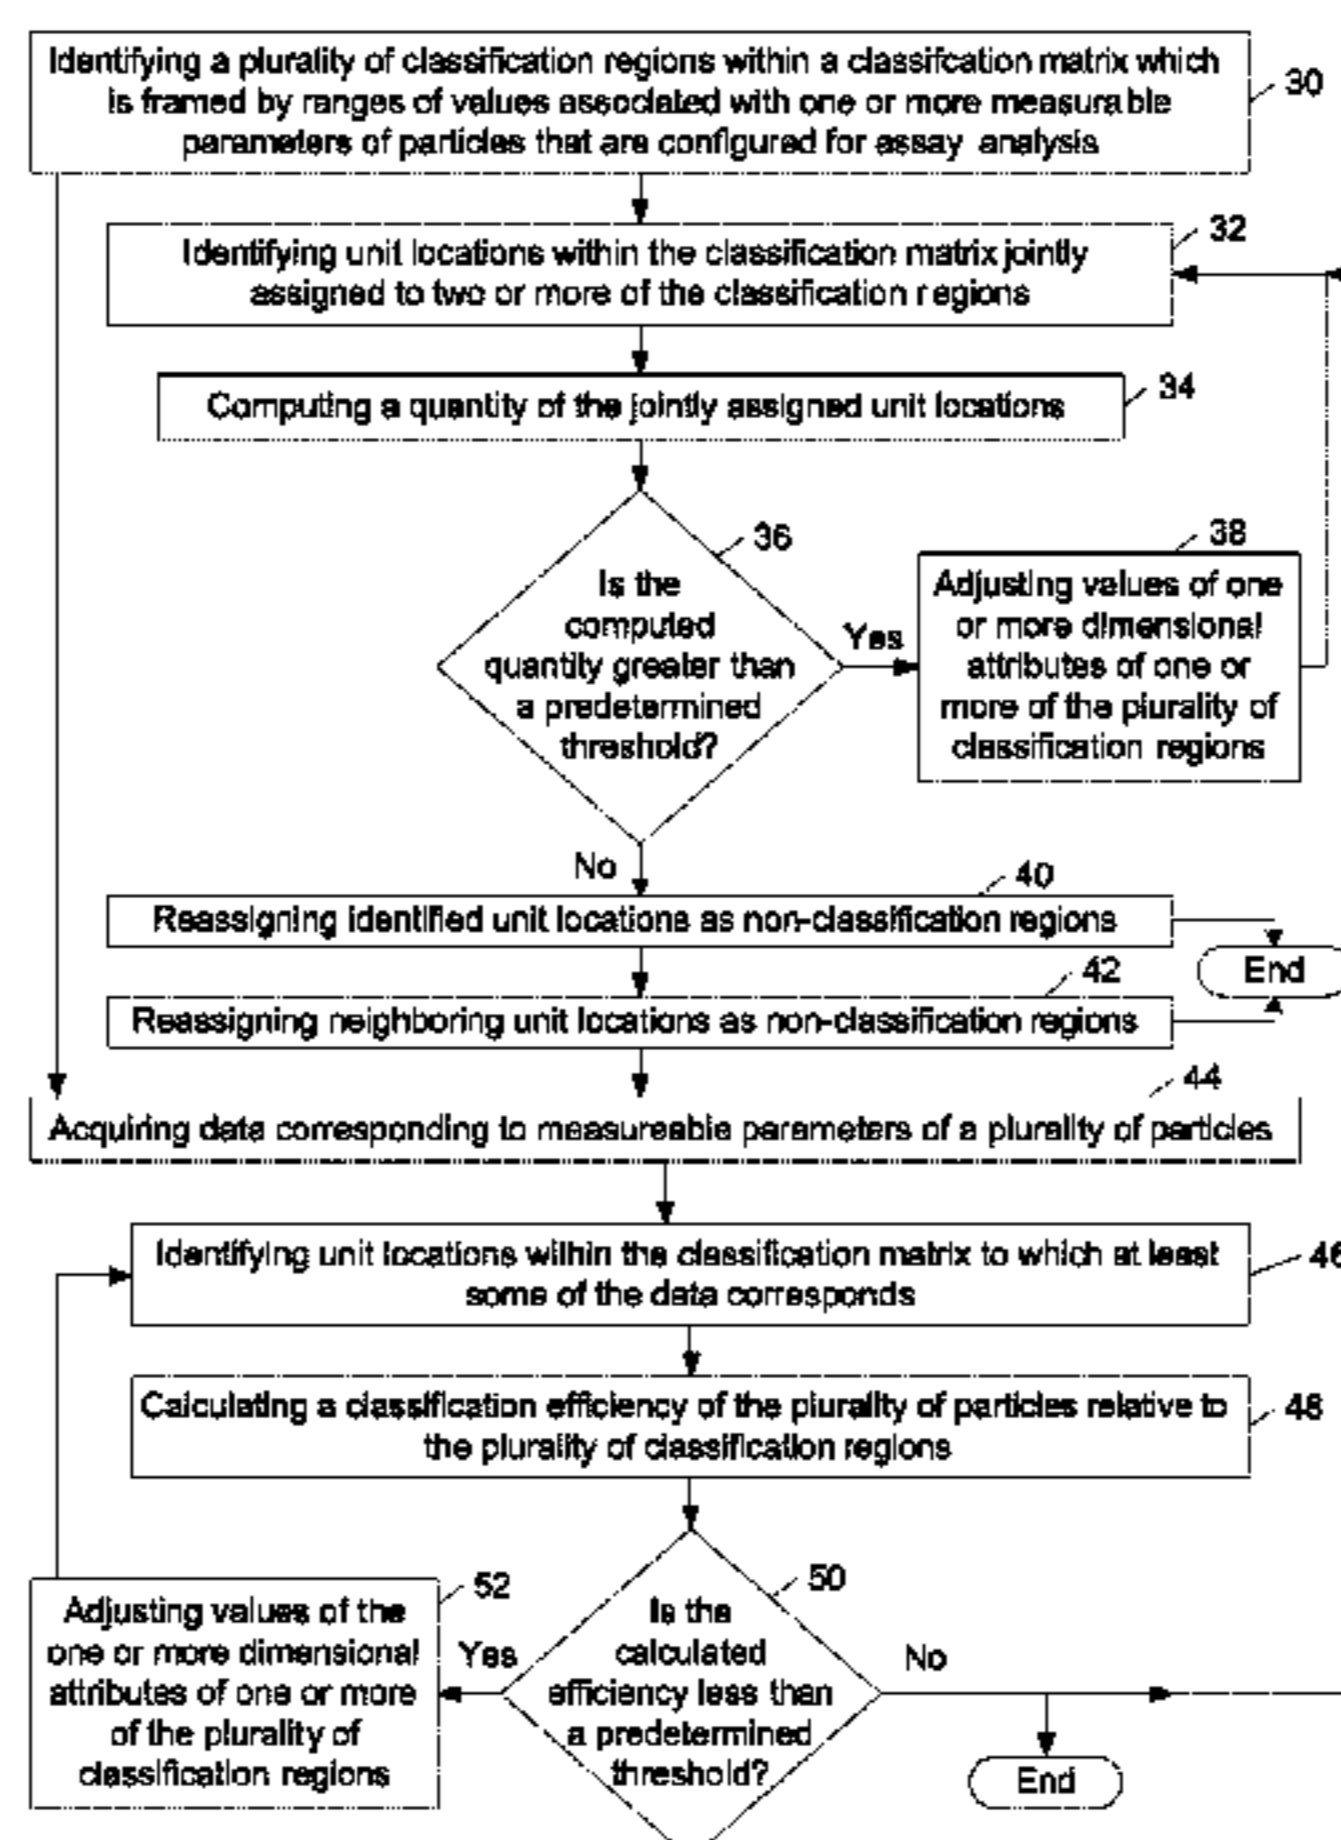 Identifying a plurality of classification regions within a classifcation matrix which
is framed by ranges of values associated with one or more measurable
parameters of particles that are configured for assay analysis
30
Identifying unit locations within the classification matrix jointly
assigned to two or more of the classification regions
32
Computing a quantity of the jointly assigned unit locations
34
Is the
computed
quantity greater than
a predetermined
threshold?
36
Yes
38
Adjusting values of one
or more dimensional
attributes of one or
more of the plurality of
classification regions
No
40
Reassigning identified unit locations as non-classification regions
End
42
Reassigning neighboring unit locations as non-classification regions
44
Acquiring data corresponding to measureable parameters of a plurality of particles
Identifying unit locations within the classification matrix to which at least
some of the data corresponds
46
Calculating a classification efficiency of the plurality of particles relative to
the plurality of classification regions
48
50
Is the
calculated
efficiency less than
a predetermined
threshold?
Yes
No
52
Adjusting values of the
one or more dimensional
attributes of one or more
of the plurality of
classification regions
End